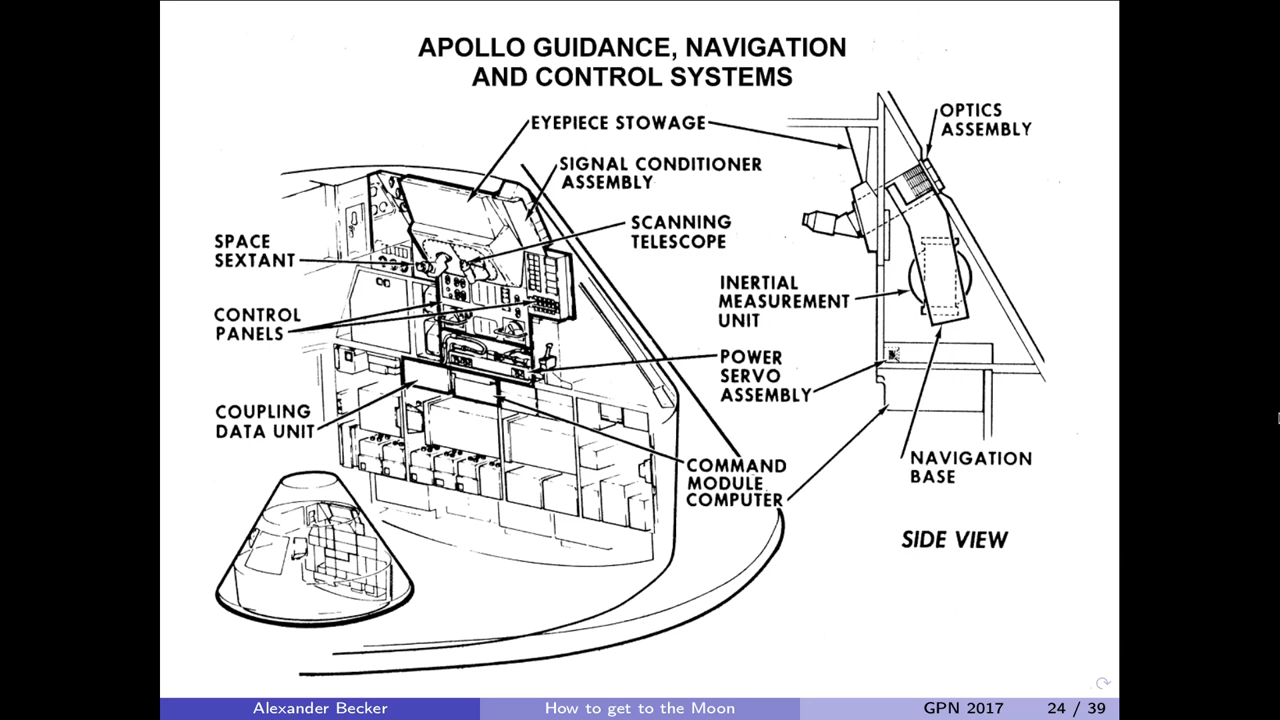 APOLLO GUIDANCE, NAVIGATION
AND CONTROL SYSTEMS
EYEPIECE STOWAGE
OPTICS
ASSEMBLY
SIGNAL CONDITIONER
ASSEMBLY
SCANNING
TELESCOPE
SPACE
SEXTANT
INERTIAL
MEASUREMENT
UNIT
CONTROL
PANELS
POWER
SERVO
ASSEMBLY
COUPLING
DATA UNIT
COMMAND
MODULE
COMPUTER
NAVIGATION
BASE
SIDE VIEW
Alexander Becker
How to get to the Moon
GPN 2017
24 / 39